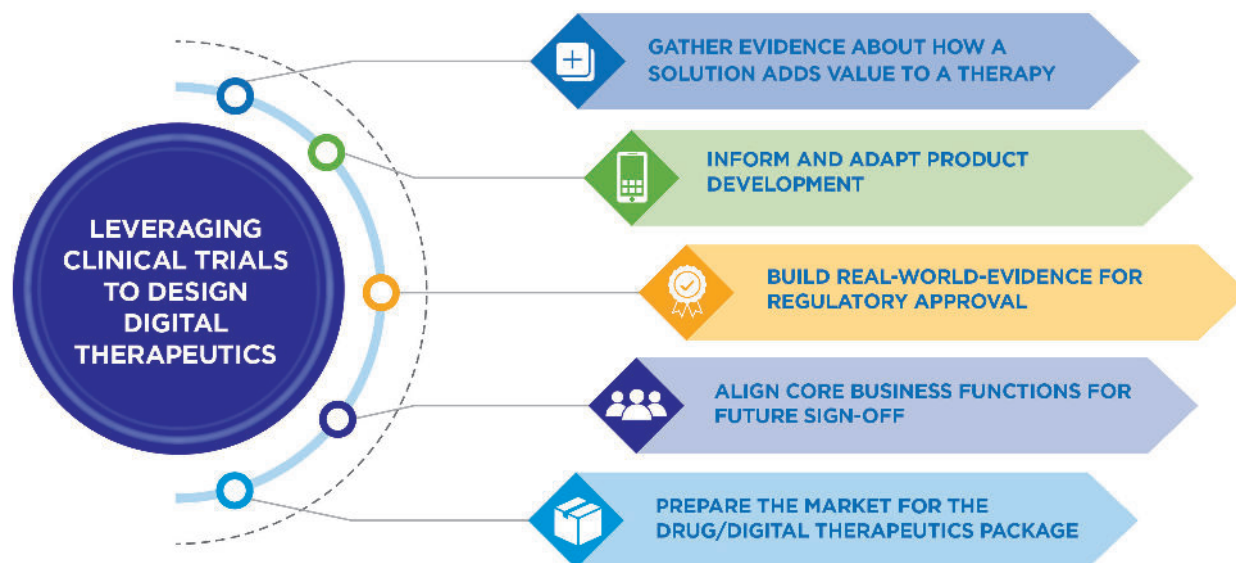 LEVERAGING
CLINICAL TRIALS
TO DESIGN
DIGITAL
THERAPEUTICS
GATHER EVIDENCE ABOUT HOW A
SOLUTION ADDS VALUE TO A THERAPY
INFORM AND ADAPT PRODUCT
DEVELOPMENT
BUILD REAL-WORLD-EVIDENCE FOR
REGULATORY APPROVAL
ALIGN CORE BUSINESS FUNCTIONS FOR
FUTURE SIGN-OFF
PREPARE THE MARKET FOR THE
DRUG/DIGITAL THERAPEUTICS PACKAGE